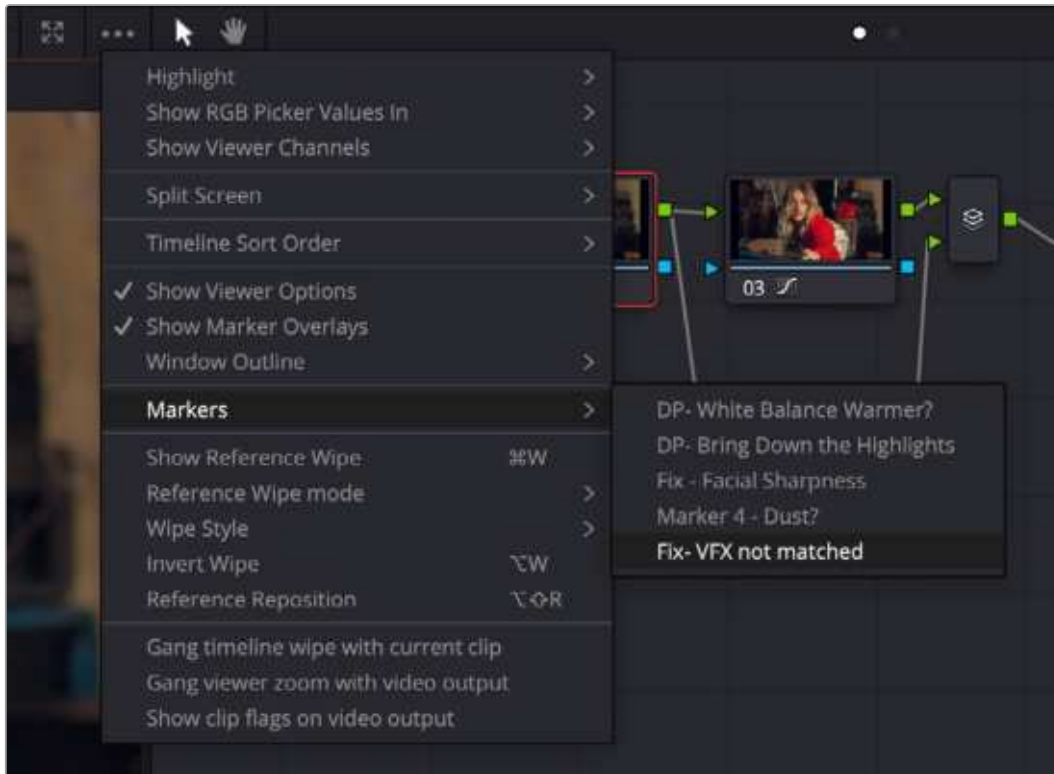 Highlight
Show RGB Picker Values In
Show Viewer Channels
Split Screen
Timeline Sort Order
Show Viewer Options
Show Marker Overlays
Window Outline
Markers
Show Reference Wipe ⌘W
Reference Wipe mode
Wipe Style
Invert Wipe ⌥W
Reference Reposition ⌥⇧R
Gang timeline wipe with current clip
Gang viewer zoom with video output
Show clip flags on video output
DP- White Balance Warmer?
DP- Bring Down the Highlights
Fix - Facial Sharpness
Marker 4 - Dust?
Fix- VFX not matched
03